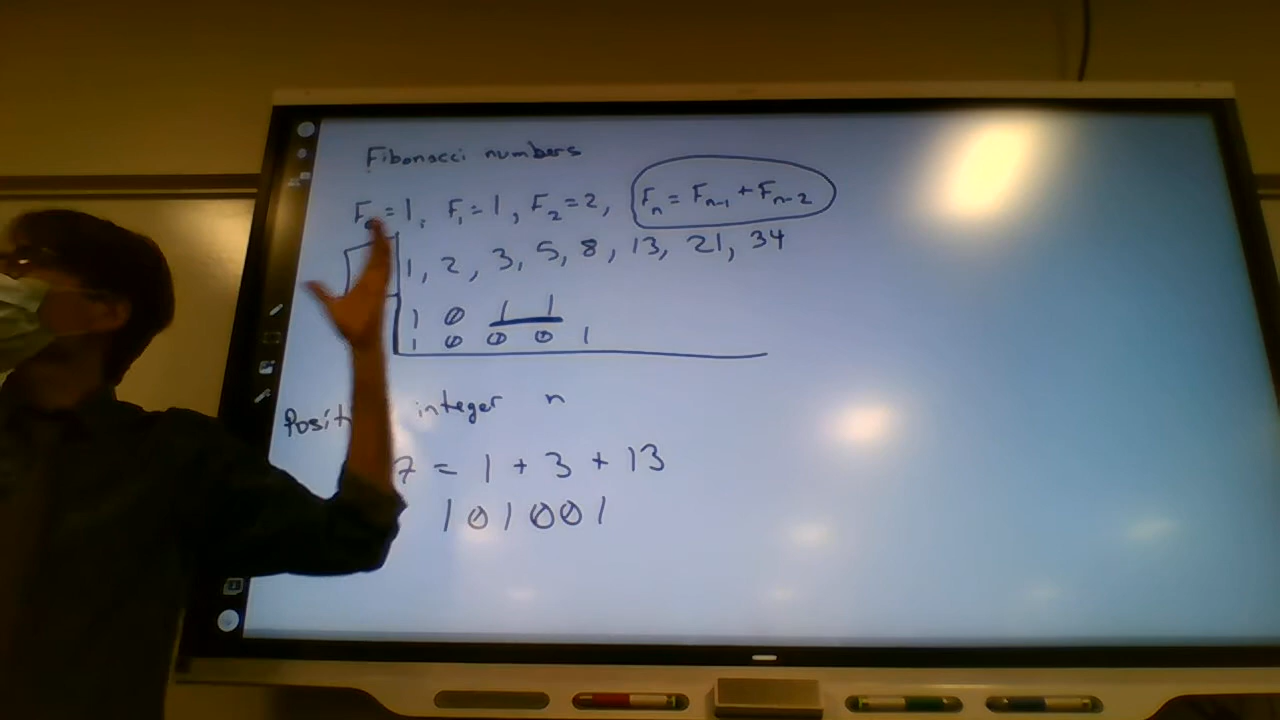 Fibonacci numbers
F₀ = 1, F₁ = 1, F₂ = 2, Fₙ = Fₙ₋₁ + Fₙ₋₂
1, 2, 3, 5, 8, 13, 21, 34
1 0 1 1
1 0 0 0 1
integer n
7 = 1 + 3 + 13
1 0 1 0 0 1